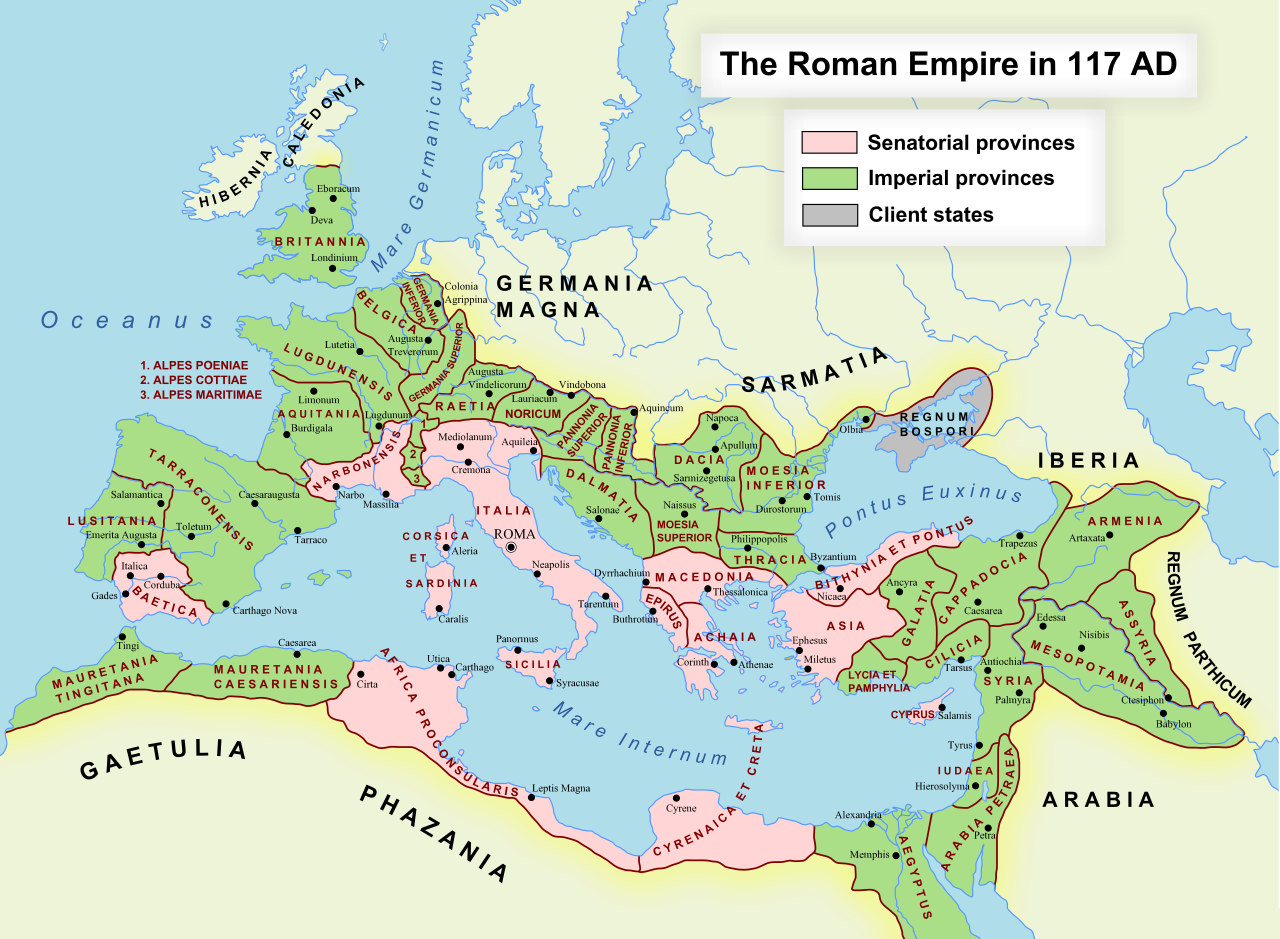 The Roman Empire in 117 AD
Senatorial provinces
Imperial provinces
Client states
HIBERNIA
CALEDONIA
Mare Germanicum
Eboracum
Deva
BRITANNIA
Londinium
Oceanus
GERMANIA
MAGNA
SARMATIA
1. ALPES POENIAE
2. ALPES COTTIAE
3. ALPES MARITIMAE
GERMANIA
INFERIOR
Colonia
Agrippina
BELGICA
Augusta
Treverorum
Lutetia
LUGDUNENSIS
GERMANIA SUPERIOR
Limonum
AQUITANIA
Lugdunum
Burdigala
Augusta
Vindelicorum
RAETIA
Lauriacum
NORICUM
Vindobona
Aquincum
PANNONIA
SUPERIOR
PANNONIA
INFERIOR
1
2
3
NARBONENSIS
Narbo
Massilia
Mediolanum
Cremona
Aquileia
ITALIA
ROMA
Neapolis
Tarentum
CORSICA
ET
SARDINIA
Aleria
Caralis
Panormus
SICILIA
Syracusae
TARRACONENSIS
Salamantica
Caesaraugusta
LUSITANIA
Toletum
Emerita Augusta
Tarraco
Italica
Corduba
Gades
BAETICA
Carthago Nova
DALMATIA
Salonae
Napoca
Apullum
DACIA
Sarmizegetusa
MOESIA
INFERIOR
Tomis
Durostorum
Naissus
MOESIA
SUPERIOR
Philippopolis
THRACIA
Byzantium
Dyrrhachium
MACEDONIA
Thessalonica
EPIRUS
Buthrotum
ACHAIA
Corinth
Athenae
Olbia
REGNUM
BOSPORI
IBERIA
Pontus Euxinus
BITHYNIA ET PONTUS
Nicaea
Ancyra
GALATIA
CAPPADOCIA
Caesarea
Trapezus
ARMENIA
Artaxata
REGNUM PARTHICUM
ASIA
Ephesus
Miletus
LYCIA ET
PAMPHYLIA
CILICIA
Tarsus
Antiochia
SYRIA
Palmyra
CYPRUS
Salamis
Edessa
Nisibis
MESOPOTAMIA
ASSYRIA
Ctesiphon
Babylon
Tyrus
IUDAEA
Hierosolyma
ARABIA PETRAEA
Petra
ARABIA
Tingi
MAURETANIA
TINGITANA
Caesarea
MAURETANIA
CAESARIENSIS
Cirta
Utica
Carthago
AFRICA PROCONSULARIS
Leptis Magna
Mare Internum
GAETULIA
PHAZANIA
Cyrene
CYRENAICA ET CRETA
Alexandria
Memphis
AEGYPTUS